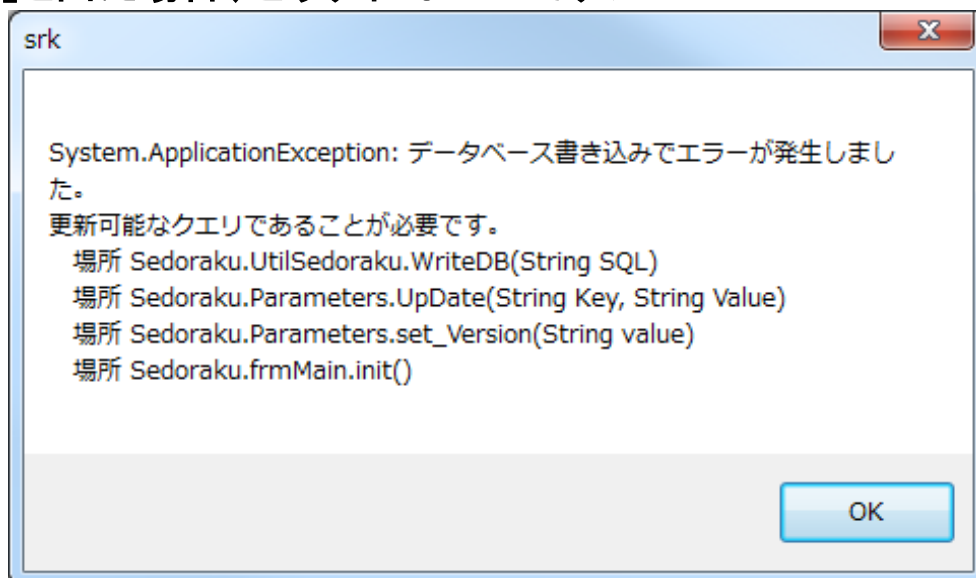 srk
System.ApplicationException: データベース書き込みでエラーが発生しまし
た。
更新可能なクエリであることが必要です。
場所 Sedoraku.UtilSedoraku.WriteDB(String SQL)
場所 Sedoraku.Parameters.UpDate(String Key, String Value)
場所 Sedoraku.Parameters.set_Version(String value)
場所 Sedoraku.frmMain.init()
OK